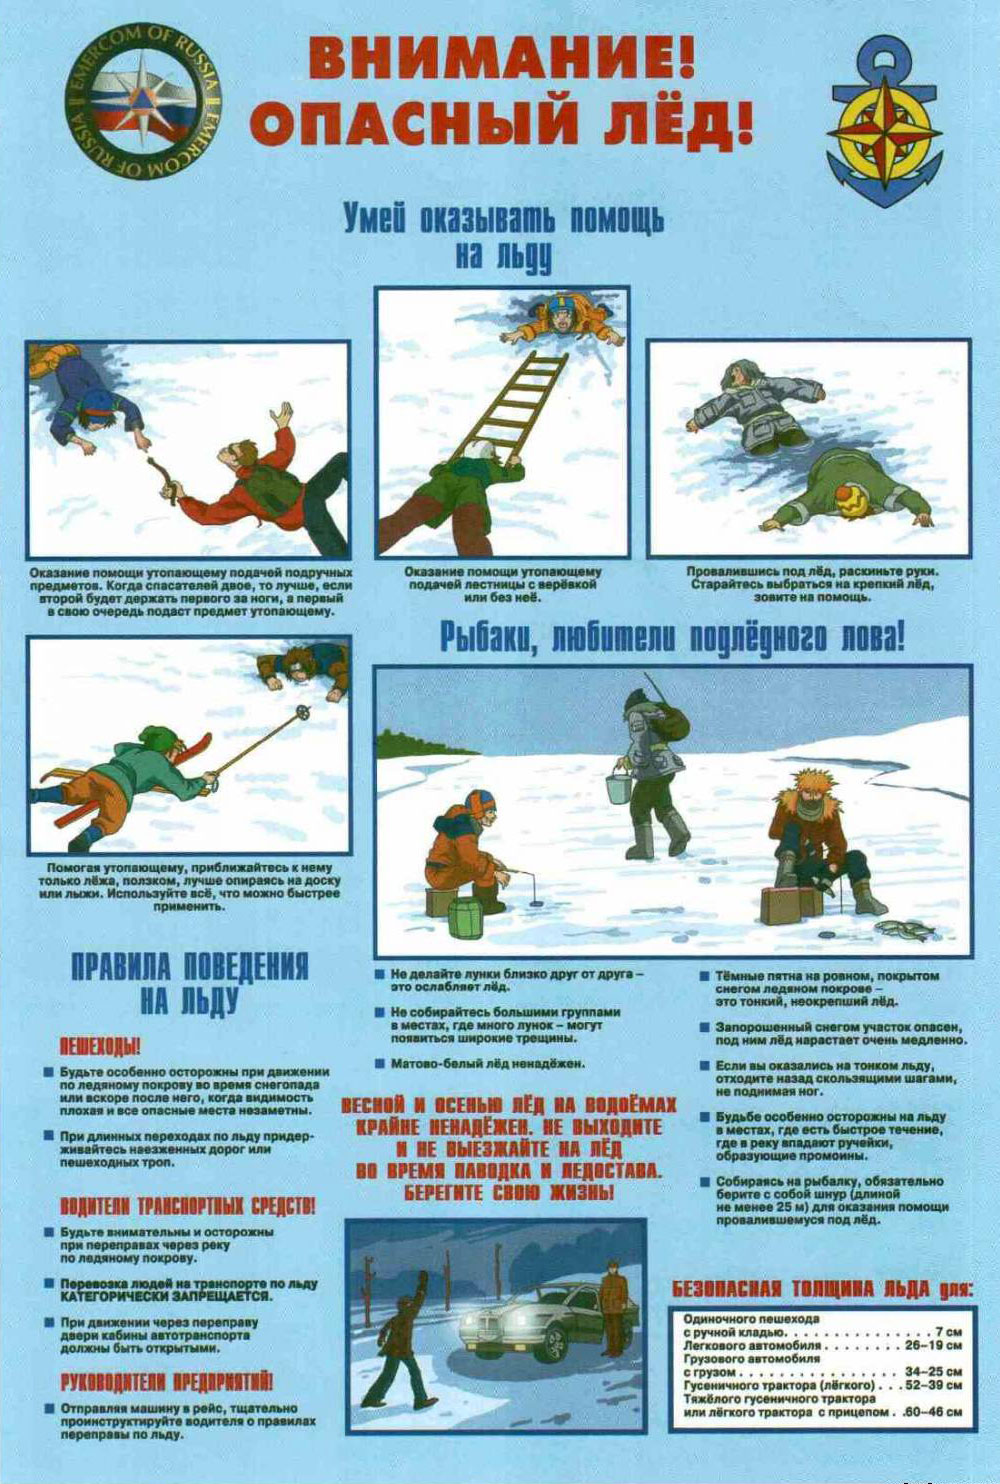 EMERCOM OF RUSSIA
EMERCOM OF RUSSIA
ВНИМАНИЕ!
ОПАСНЫЙ ЛЁД!
Умей оказывать помощь
на льду
Оказание помощи утопающему подачей подручных
предметов. Когда спасателей двое, то лучше, если
второй будет держать первого за ноги, а первый
в свою очередь подаст предмет утопающему.
Оказание помощи утопающему
подачей лестницы с верёвкой
или без неё.
Провалившись под лёд, раскиньте руки.
Старайтесь выбраться на крепкий лёд,
зовите на помощь.
Помогая утопающему, приближайтесь к нему
только лёжа, ползком, лучше опираясь на доску
или лыжи. Используйте всё, что можно быстрее
применить.
Рыбаки, любители подлёдного лова!
Не делайте лунки близко друг от друга –
это ослабляет лёд.
Не собирайтесь большими группами
в местах, где много лунок – могут
появиться широкие трещины.
Матово-белый лёд ненадёжен.
Тёмные пятна на ровном, покрытом
снегом ледяном покрове –
это тонкий, неокрепший лёд.
Запорошенный снегом участок опасен,
под ним лёд нарастает очень медленно.
Если вы оказались на тонком льду,
отходите назад скользящими шагами,
не поднимая ног.
Будьбе особенно осторожны на льду
в местах, где есть быстрое течение,
где в реку впадают ручейки,
образующие промоины.
Собираясь на рыбалку, обязательно
берите с собой шнур (длиной
не менее 25 м) для оказания помощи
провалившемуся под лёд.
ПРАВИЛА ПОВЕДЕНИЯ
НА ЛЬДУ
ПЕШЕХОДЫ!
Будьте особенно осторожны при движении
по ледяному покрову во время снегопада
или вскоре после него, когда видимость
плохая и все опасные места незаметны.
При длинных переходах по льду придер-
живайтесь наезженных дорог или
пешеходных троп.
ВОДИТЕЛИ ТРАНСПОРТНЫХ СРЕДСТВ!
Будьте внимательны и осторожны
при переправах через реку
по ледяному покрову.
Перевозка людей на транспорте по льду
КАТЕГОРИЧЕСКИ ЗАПРЕЩАЕТСЯ.
При движении через переправу
двери кабины автотранспорта
должны быть открытыми.
РУКОВОДИТЕЛИ ПРЕДПРИЯТИЙ!
Отправляя машину в рейс, тщательно
проинструктируйте водителя о правилах
переправы по льду.
ВЕСНОЙ И ОСЕНЬЮ ЛЁД НА ВОДОЁМАХ
КРАЙНЕ НЕНАДЁЖЕН. НЕ ВЫХОДИТЕ
И НЕ ВЫЕЗЖАЙТЕ НА ЛЁД
ВО ВРЕМЯ ПАВОДКА И ЛЕДОСТАВА.
БЕРЕГИТЕ СВОЮ ЖИЗНЬ!
БЕЗОПАСНАЯ ТОЛЩИНА ЛЬДА для:
Одиночного пешехода
с ручной кладью. . . . . . . . . . . . . . . 7 см
Легкового автомобиля . . . . . . . . 26–19 см
Грузового автомобиля
с грузом . . . . . . . . . . . . . . . . . 34–25 см
Гусеничного трактора (лёгкого) . . . 52–39 см
Тяжёлого гусеничного трактора
или лёгкого трактора с прицепом . .60–46 см